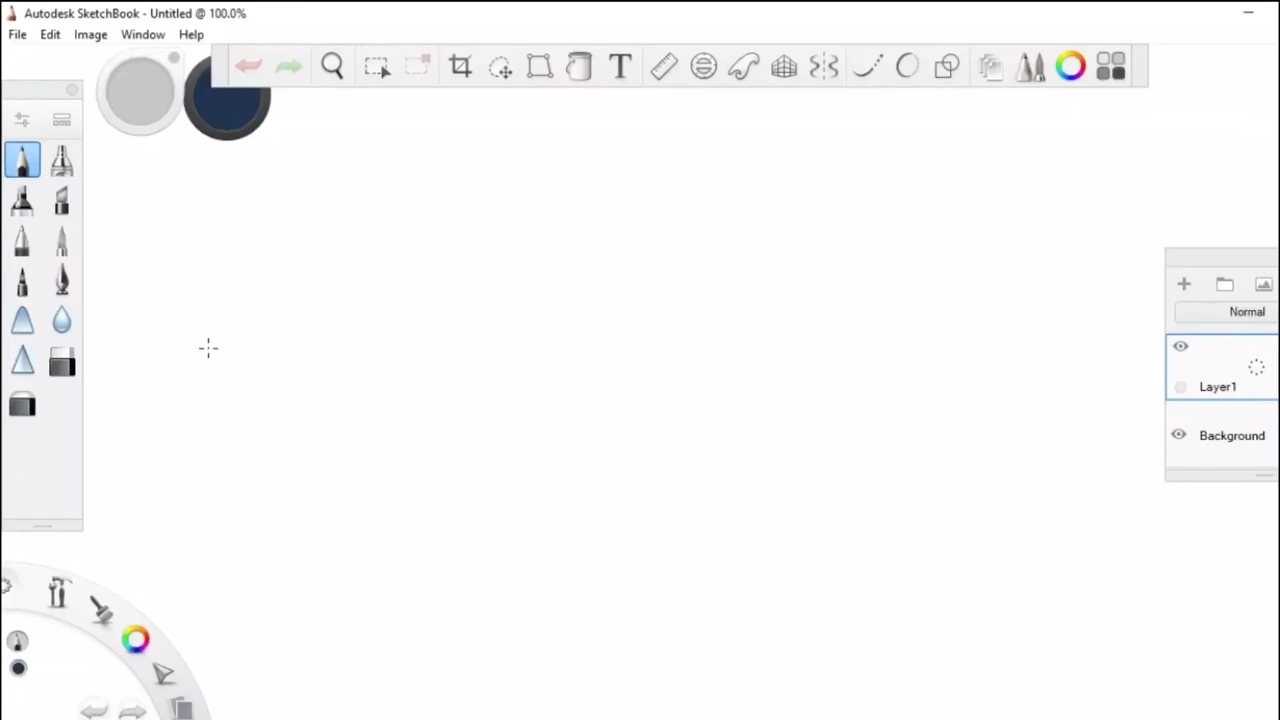 Autodesk SketchBook - Untitled @ 100.0%
File Edit Image Window Help
T
Normal
Layer1
Background